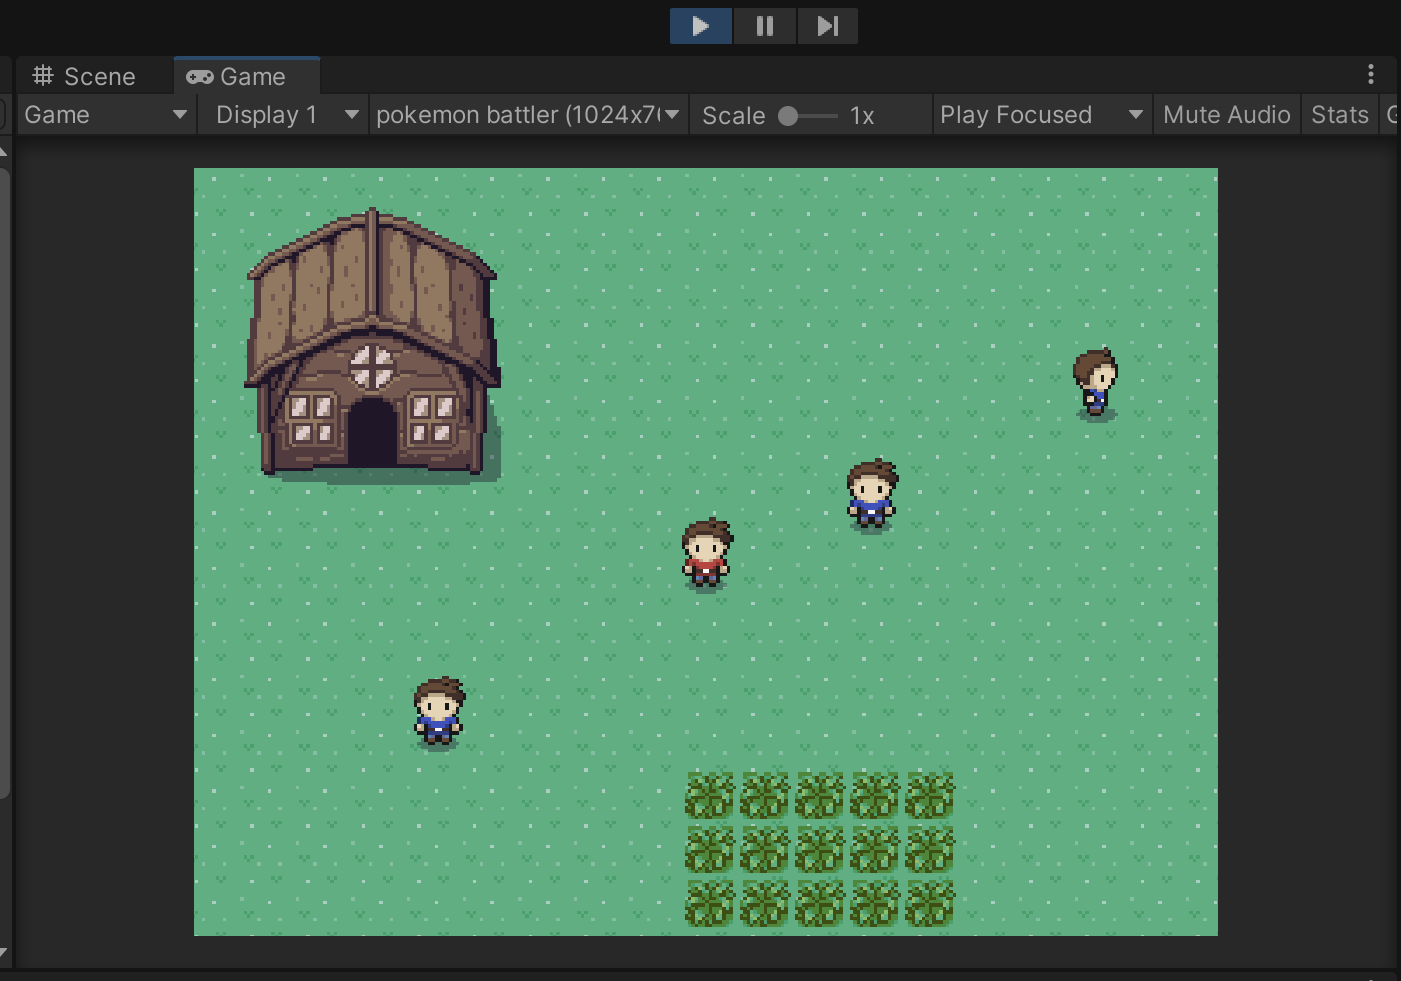 Scene
Game
Game
Display 1
pokemon battler (1024x7
Scale
1x
Play Focused
Mute Audio
Stats